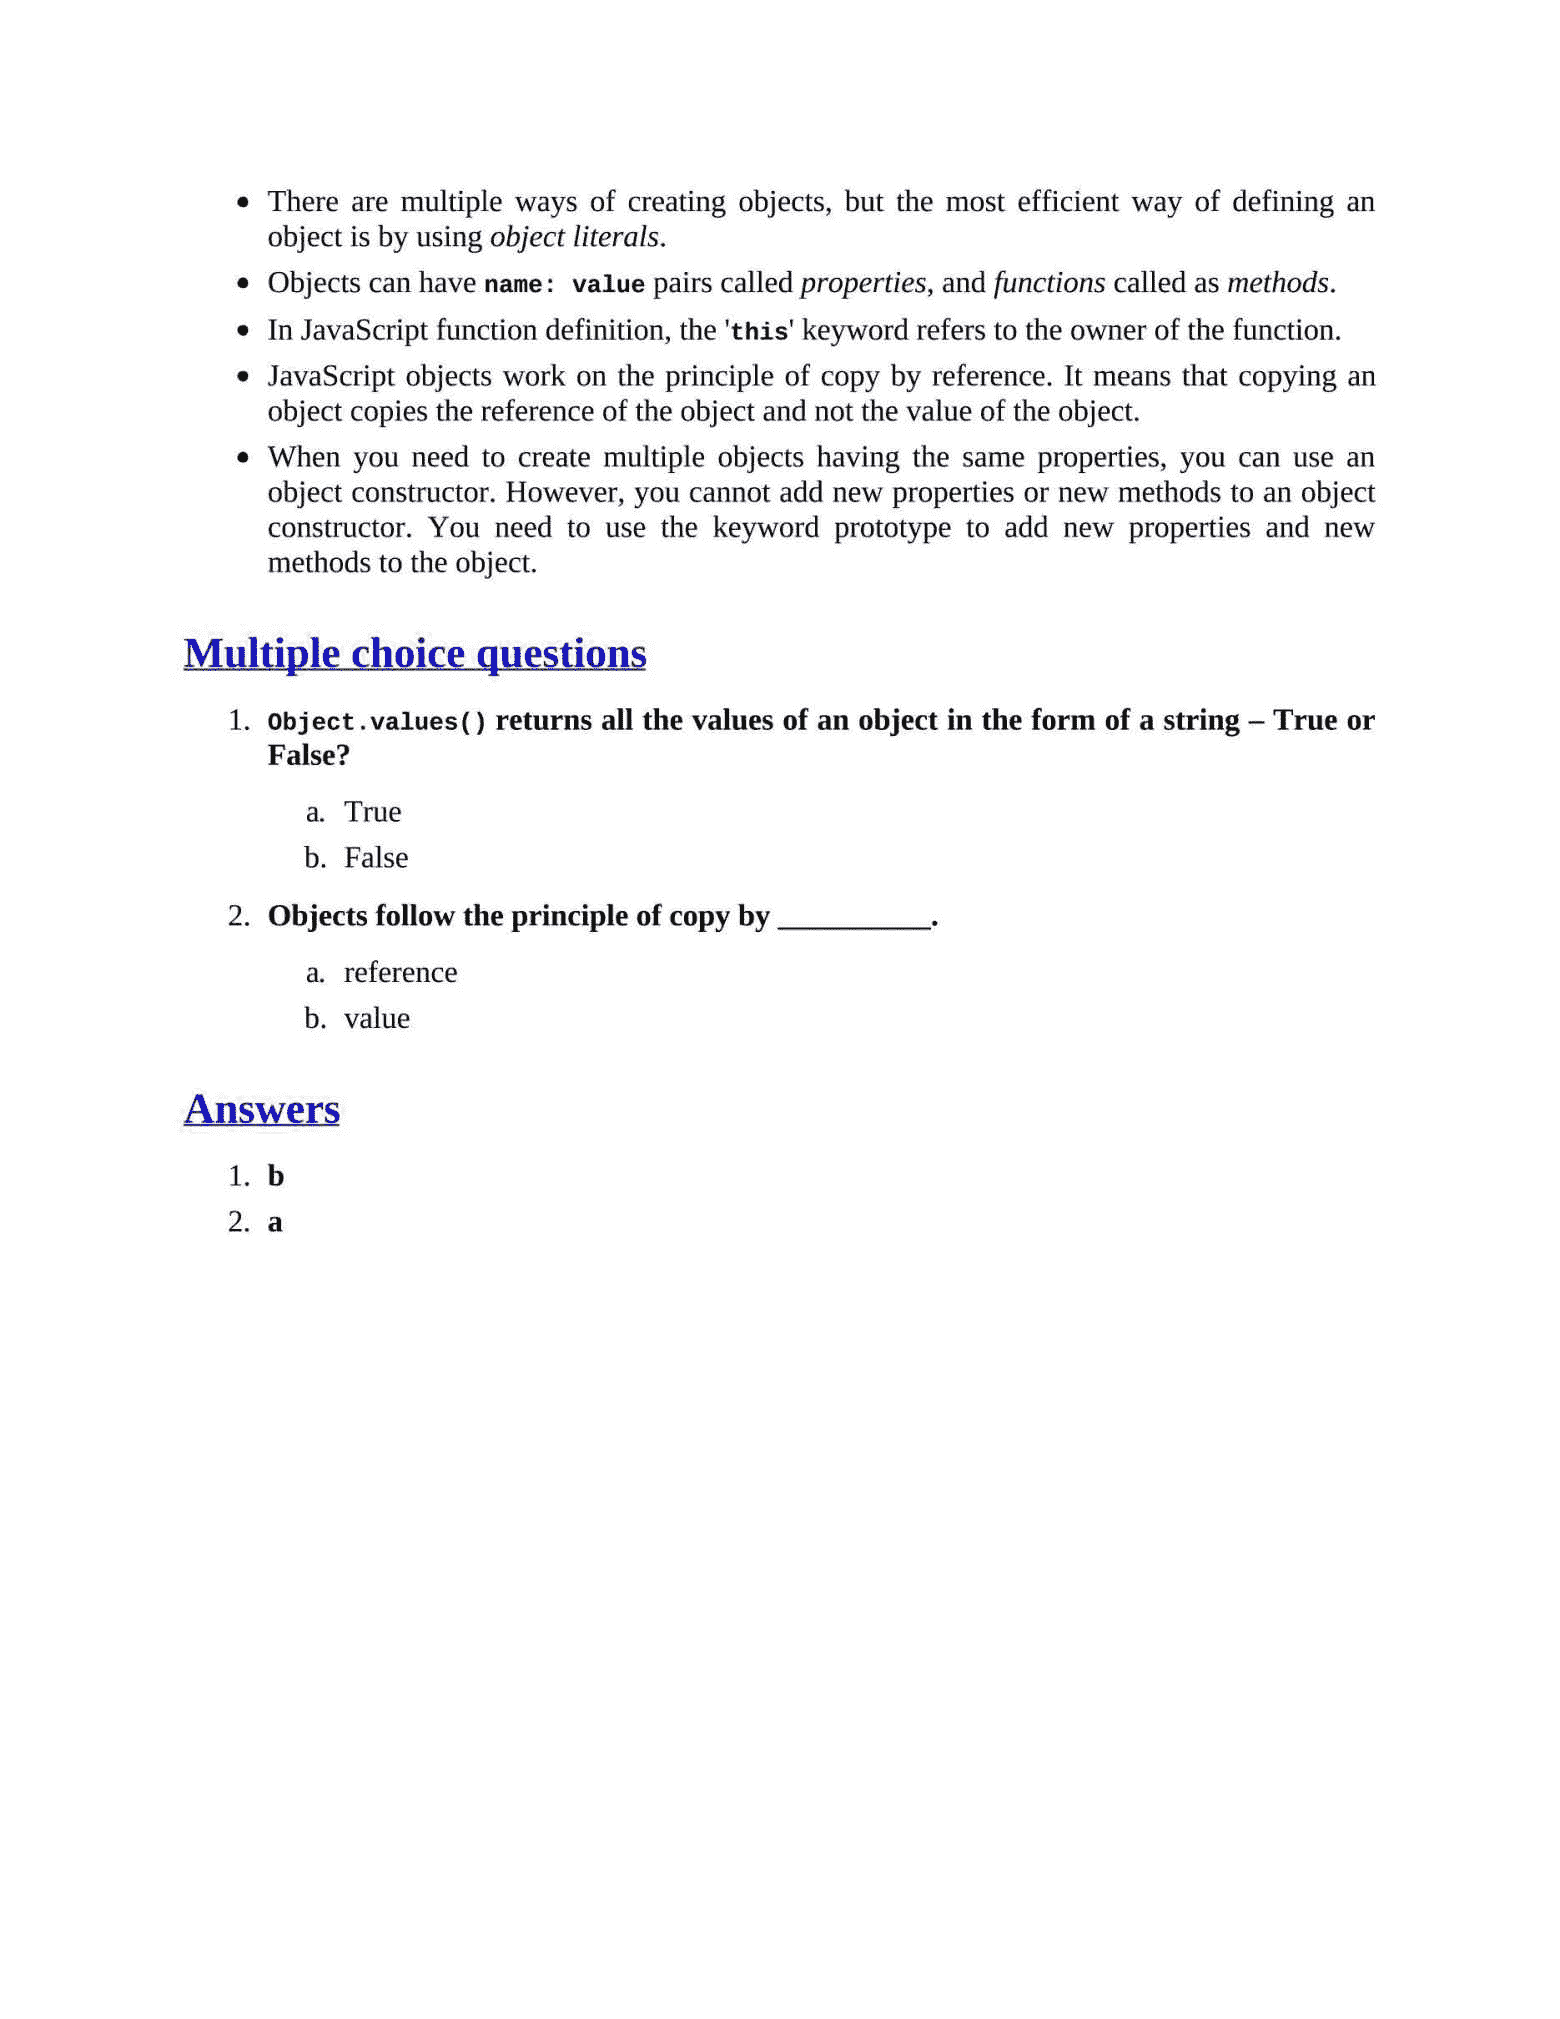 • There are multiple ways of creating objects, but the most efficient way of defining an
object is by using object literals.
• Objects can have name: value pairs called properties, and functions called as methods.
• In JavaScript function definition, the 'this' keyword refers to the owner of the function.
• JavaScript objects work on the principle of copy by reference. It means that copying an
object copies the reference of the object and not the value of the object.
• When you need to create multiple objects having the same properties, you can use an
object constructor. However, you cannot add new properties or new methods to an object
constructor. You need to use the keyword prototype to add new properties and new
methods to the object.
Multiple choice questions
1. Object.values() returns all the values of an object in the form of a string – True or
False?
a. True
b. False
2. Objects follow the principle of copy by __________.
a. reference
b. value
Answers
1. b
2. a